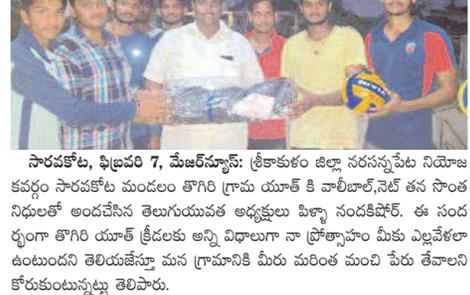 NIVIA
సారవకోట, ఫిబ్రవరి 7, మేజర్‌న్యూస్: శ్రీకాకుళం జిల్లా నరసన్నపేట నియోజ
కవర్గం సారవకోట మండలం తొగిరి గ్రామ యూత్ కి వాలీబాల్,నెట్ తన సొంత
నిధులతో అందచేసిన తెలుగుయువత అధ్యక్షులు పిళ్ళా నందకిషోర్. ఈ సంద
ర్భంగా తొగిరి యూత్ క్రీడలకు అన్ని విధాలుగా నా ప్రోత్సాహం మీకు ఎల్లవేళలా
ఉంటుందని తెలియజేస్తూ మన గ్రామానికి మీరు మరింత మంచి పేరు తేవాలని
కోరుకుంటున్నట్టు తెలిపారు.